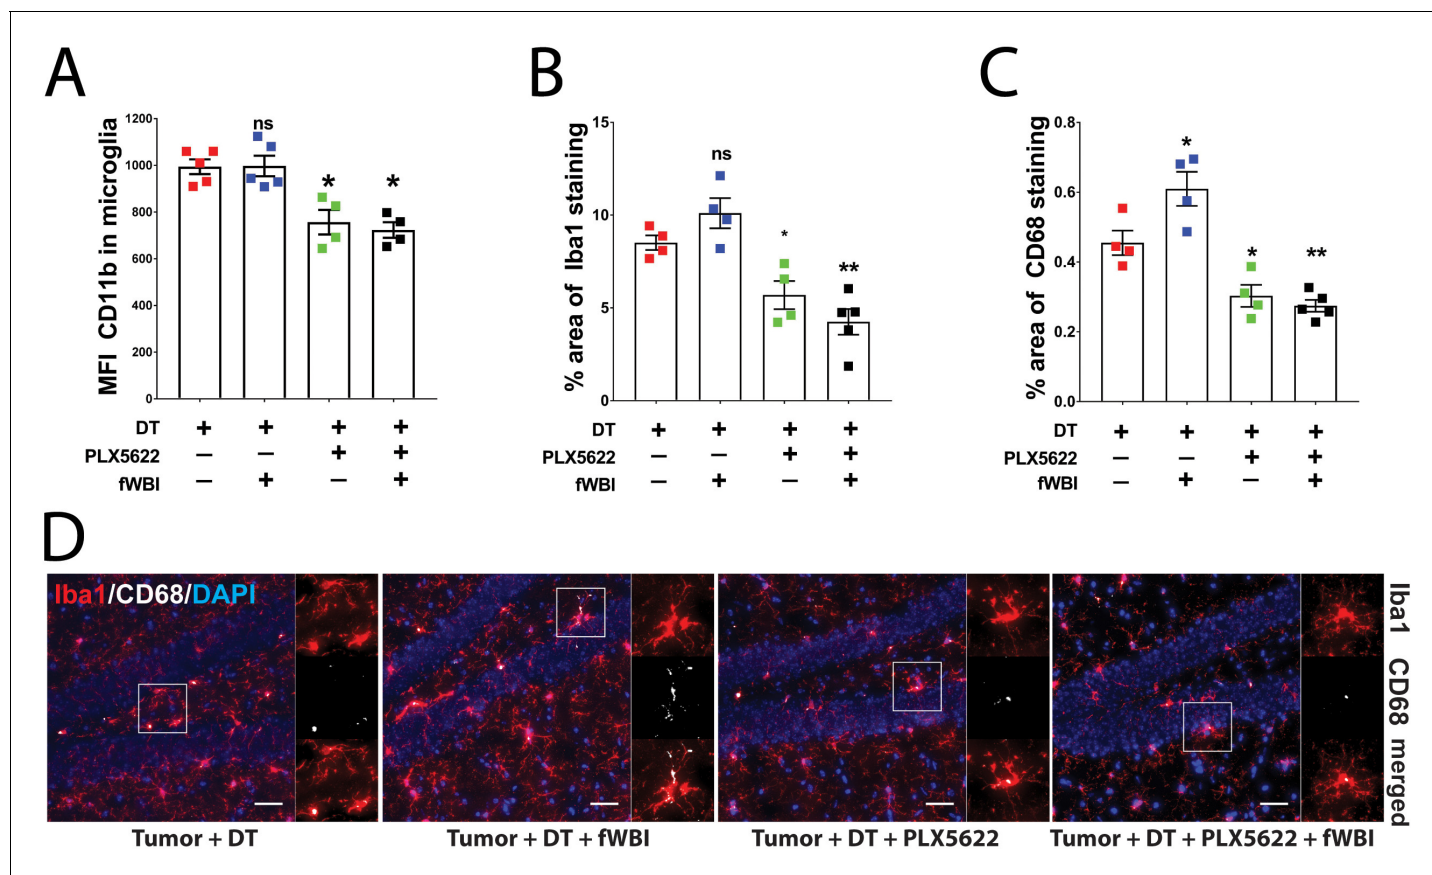 A
MFI CD11b in microglia
1200
1000
800
600
400
200
0
ns
*
*
DT + + + +
PLX5622 – – + +
fWBI – + – +
B
% area of Iba1 staining
15
10
5
0
ns
*
**
DT + + + +
PLX5622 – – + +
fWBI – + – +
C
% area of CD68 staining
0.8
0.6
0.4
0.2
0.0
*
*
**
DT + + + +
PLX5622 – – + +
fWBI – + – +
D
Iba1/CD68/DAPI
Iba1 CD68 merged
Tumor + DT
Tumor + DT + fWBI
Tumor + DT + PLX5622
Tumor + DT + PLX5622 + fWBI